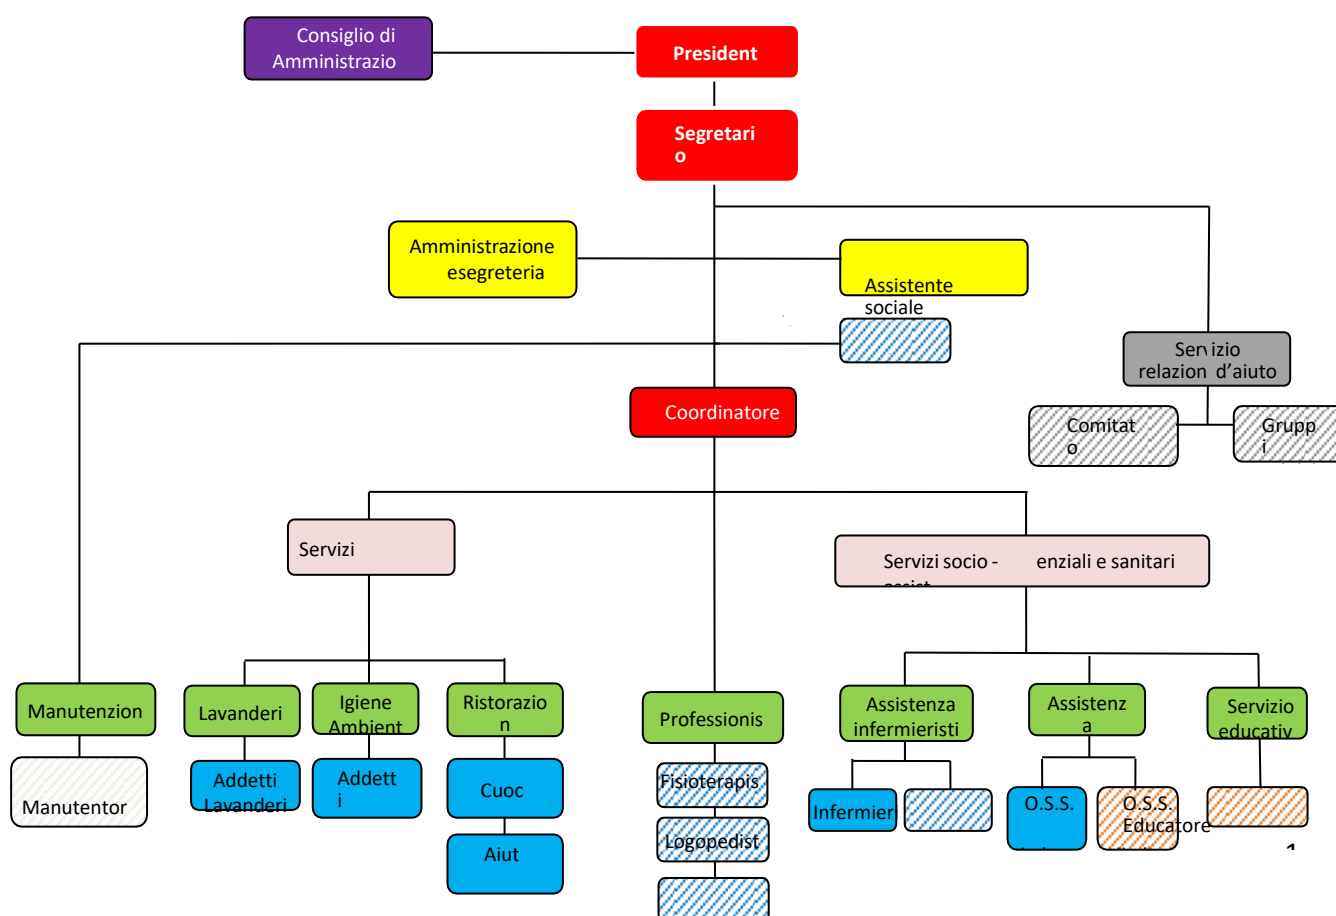 Consiglio di
Amministrazio
President
Segretari
o
Amministrazione
esegreteria
Assistente
sociale
Servizio
relazion d’aiuto
Coordinatore
Comitat
o
Grupp
i
Servizi
Servizi socio - enziali e sanitari
assist
Manutenzion
Lavanderi
Igiene
Ambient
Ristorazio
n
Professionis
Assistenza
infermieristi
Assistenz
a
Servizio
educativ
Manutentor
Addetti
Lavanderi
Addett
i
Cuoc
Aiut
Fisioterapis
Logopedist
Infermier
O.S.S.
O.S.S.
Educatore
1